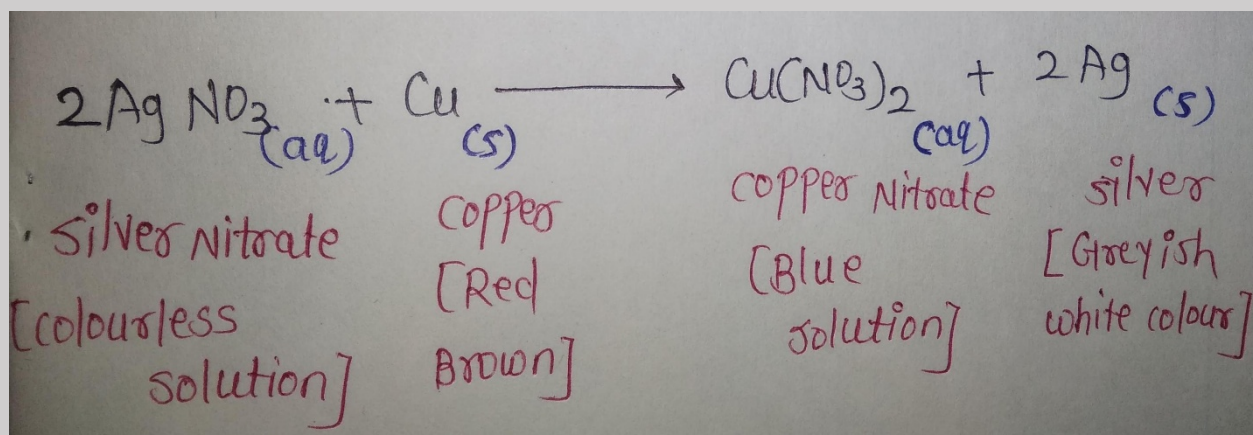 2AgNO3(aq) + Cu(s) → Cu(NO3)2(aq) + 2Ag(s)
Silver Nitrate
[colourless
solution]
Copper
[Red
Brown]
copper Nitrate
[Blue
solution]
silver
[Greyish
white colour]